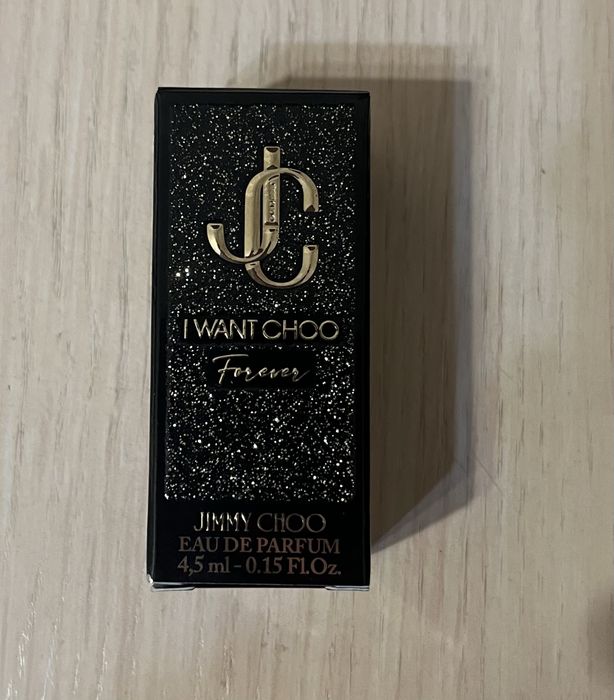 JC
I WANT CHOO
Forever
JIMMY CHOO
EAU DE PARFUM
4,5 ml - 0.15 Fl.Oz.